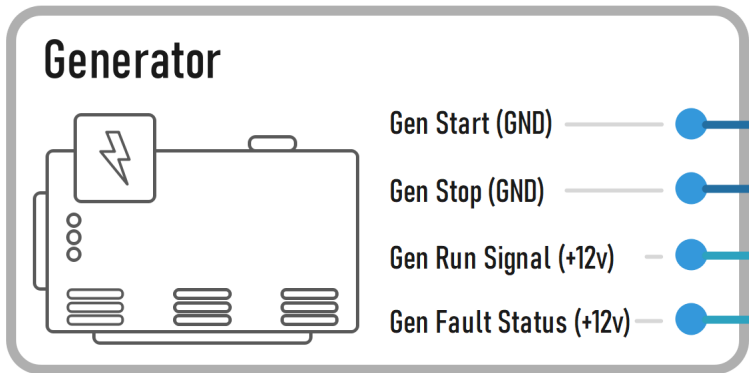 Generator
Gen Start (GND)
Gen Stop (GND)
Gen Run Signal (+12v)
Gen Fault Status (+12v)